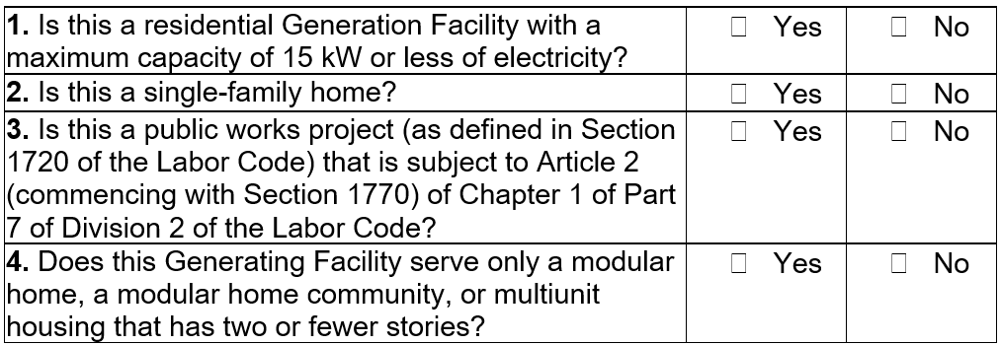 1. Is this a residential Generation Facility with a
maximum capacity of 15 kW or less of electricity?
☐ Yes
☐ No
2. Is this a single-family home?
☐ Yes
☐ No
3. Is this a public works project (as defined in Section
1720 of the Labor Code) that is subject to Article 2
(commencing with Section 1770) of Chapter 1 of Part
7 of Division 2 of the Labor Code?
☐ Yes
☐ No
4. Does this Generating Facility serve only a modular
home, a modular home community, or multiunit
housing that has two or fewer stories?
☐ Yes
☐ No